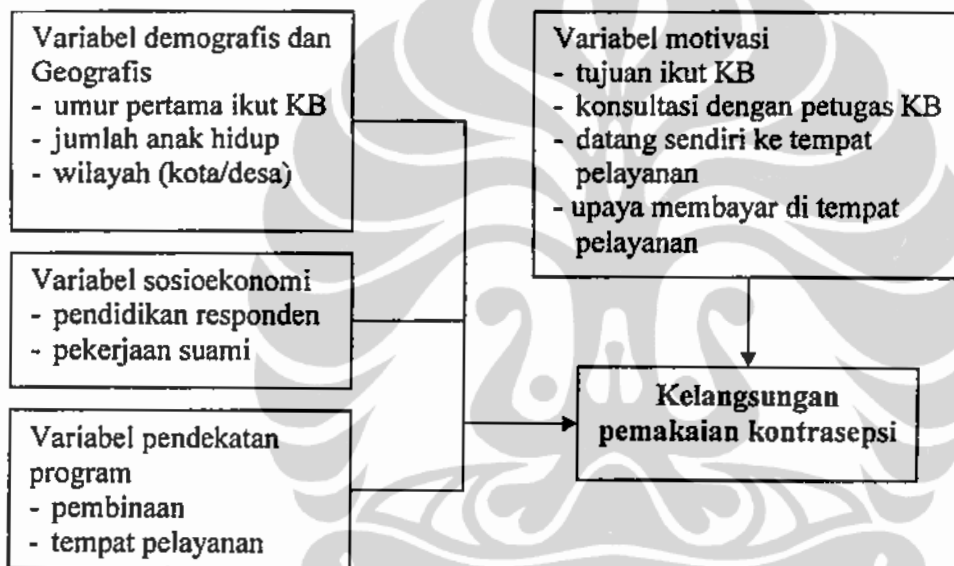 Variabel demografis dan
Geografis
- umur pertama ikut KB
- jumlah anak hidup
- wilayah (kota/desa)
Variabel sosioekonomi
- pendidikan responden
- pekerjaan suami
Variabel pendekatan
program
- pembinaan
- tempat pelayanan
Variabel motivasi
- tujuan ikut KB
- konsultasi dengan petugas KB
- datang sendiri ke tempat
pelayanan
- upaya membayar di tempat
pelayanan
Kelangsungan
pemakaian kontrasepsi